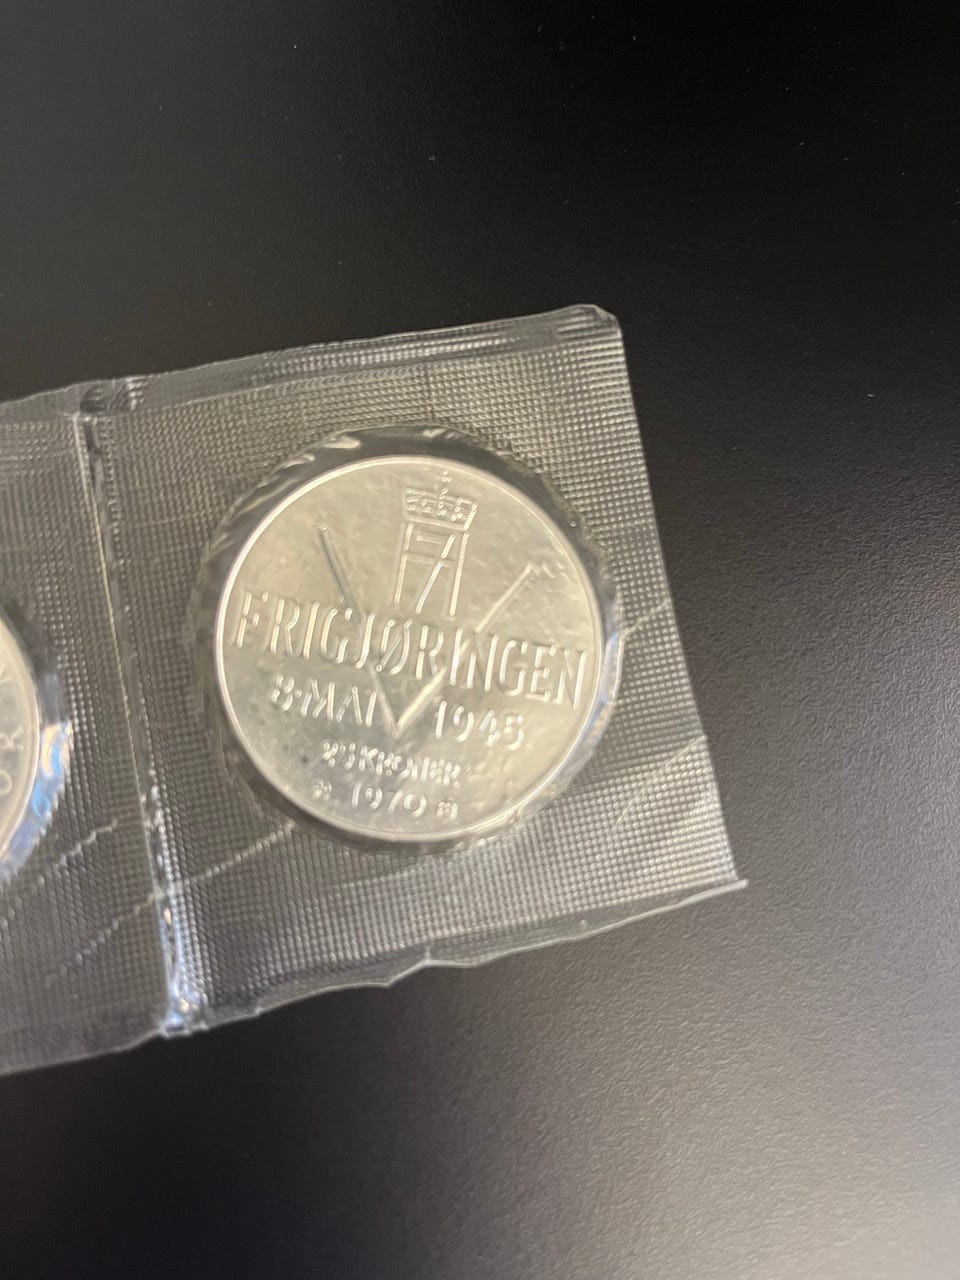 FRIGJØRINGEN
8·MAI 1945
25 KRONER
1970